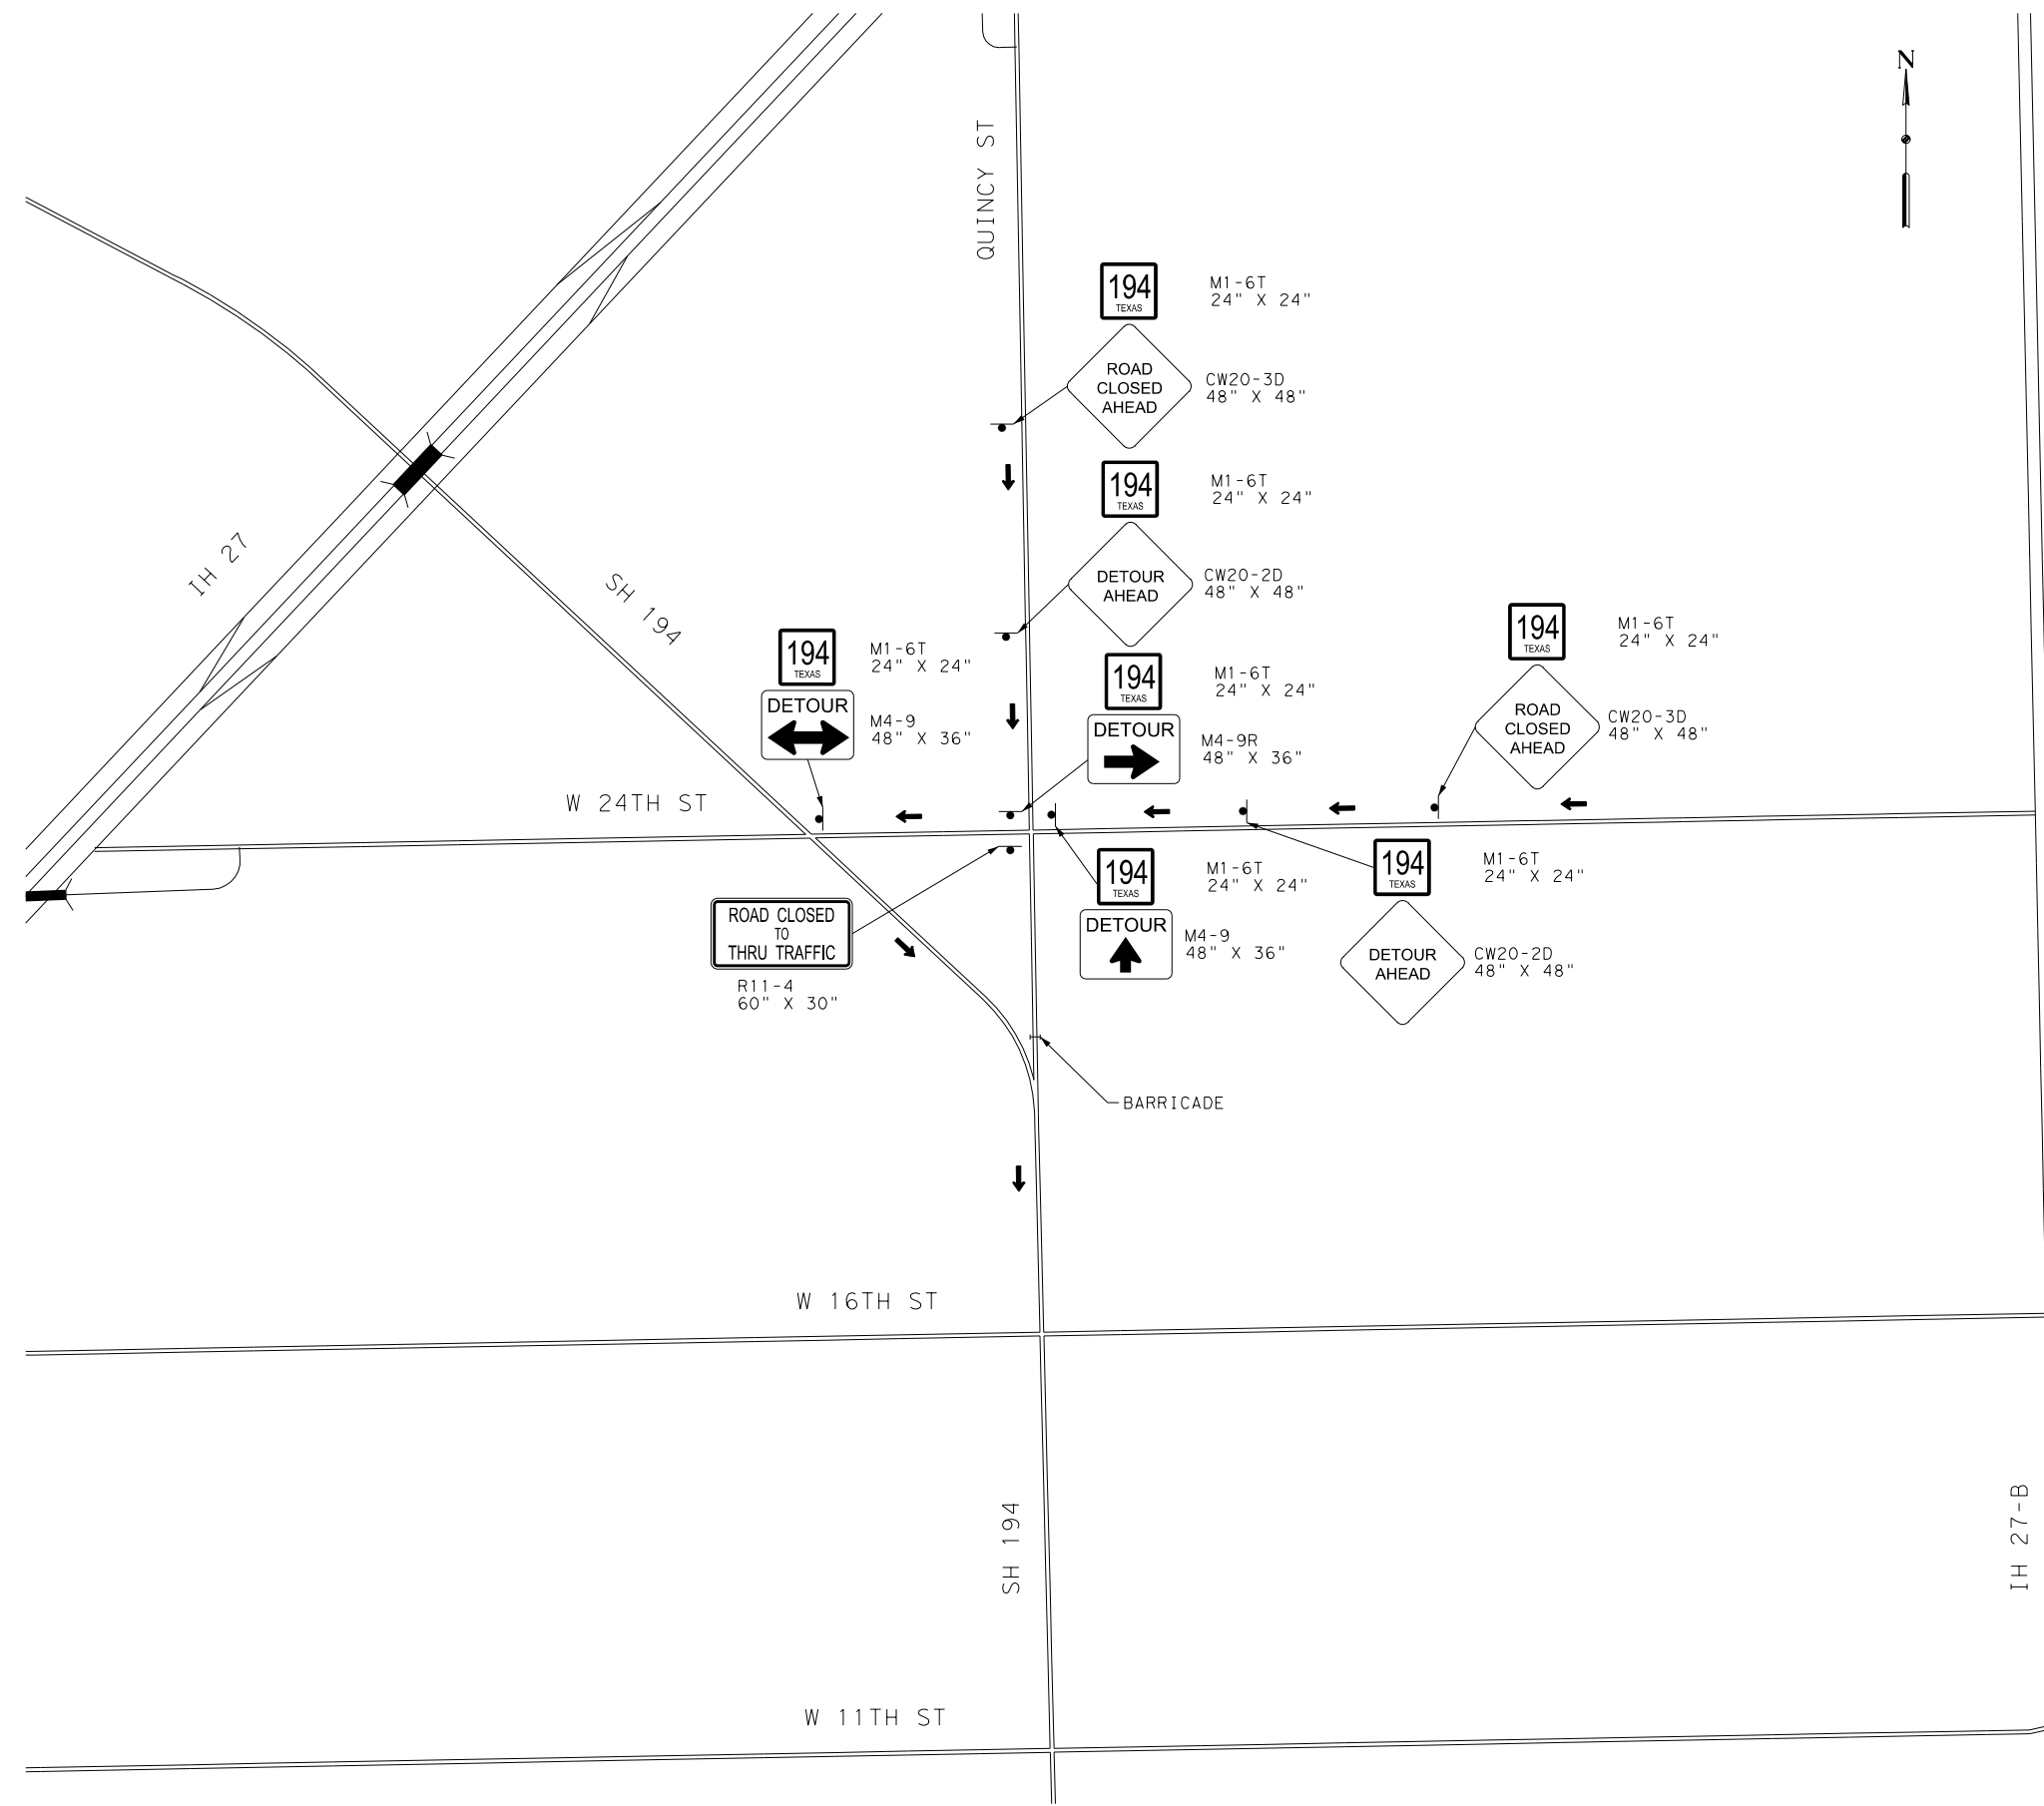 N
QUINCY ST
194
TEXAS
M1-6T
24" X 24"
ROAD
CLOSED
AHEAD
CW20-3D
48" X 48"
194
TEXAS
M1-6T
24" X 24"
DETOUR
AHEAD
CW20-2D
48" X 48"
IH 27
SH 194
194
TEXAS
M1-6T
24" X 24"
DETOUR
M4-9
48" X 36"
194
TEXAS
M1-6T
24" X 24"
DETOUR
M4-9R
48" X 36"
194
TEXAS
M1-6T
24" X 24"
ROAD
CLOSED
AHEAD
CW20-3D
48" X 48"
W 24TH ST
ROAD CLOSED
TO
THRU TRAFFIC
R11-4
60" X 30"
194
TEXAS
M1-6T
24" X 24"
DETOUR
M4-9
48" X 36"
194
TEXAS
M1-6T
24" X 24"
DETOUR
AHEAD
CW20-2D
48" X 48"
BARRICADE
W 16TH ST
SH 194
IH 27-B
W 11TH ST